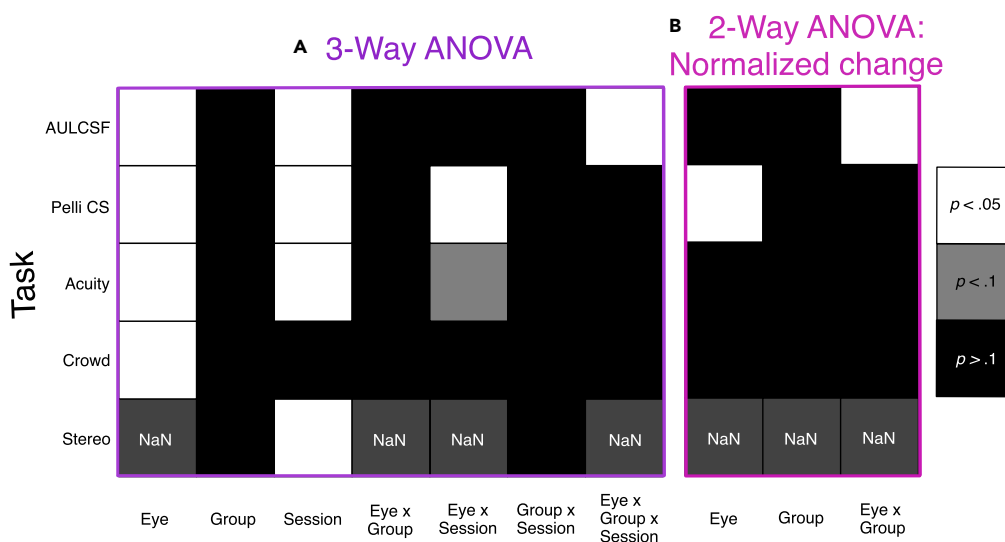 A 3-Way ANOVA
B 2-Way ANOVA:
Normalized change
Task
AULCSF
Pelli CS
Acuity
Crowd
Stereo
NaN NaN NaN NaN
NaN NaN NaN
p < .05
p < .1
p > .1
Eye
Group
Session
Eye x
Group
Eye x
Session
Group x
Session
Eye x
Group x
Session
Eye
Group
Eye x
Group